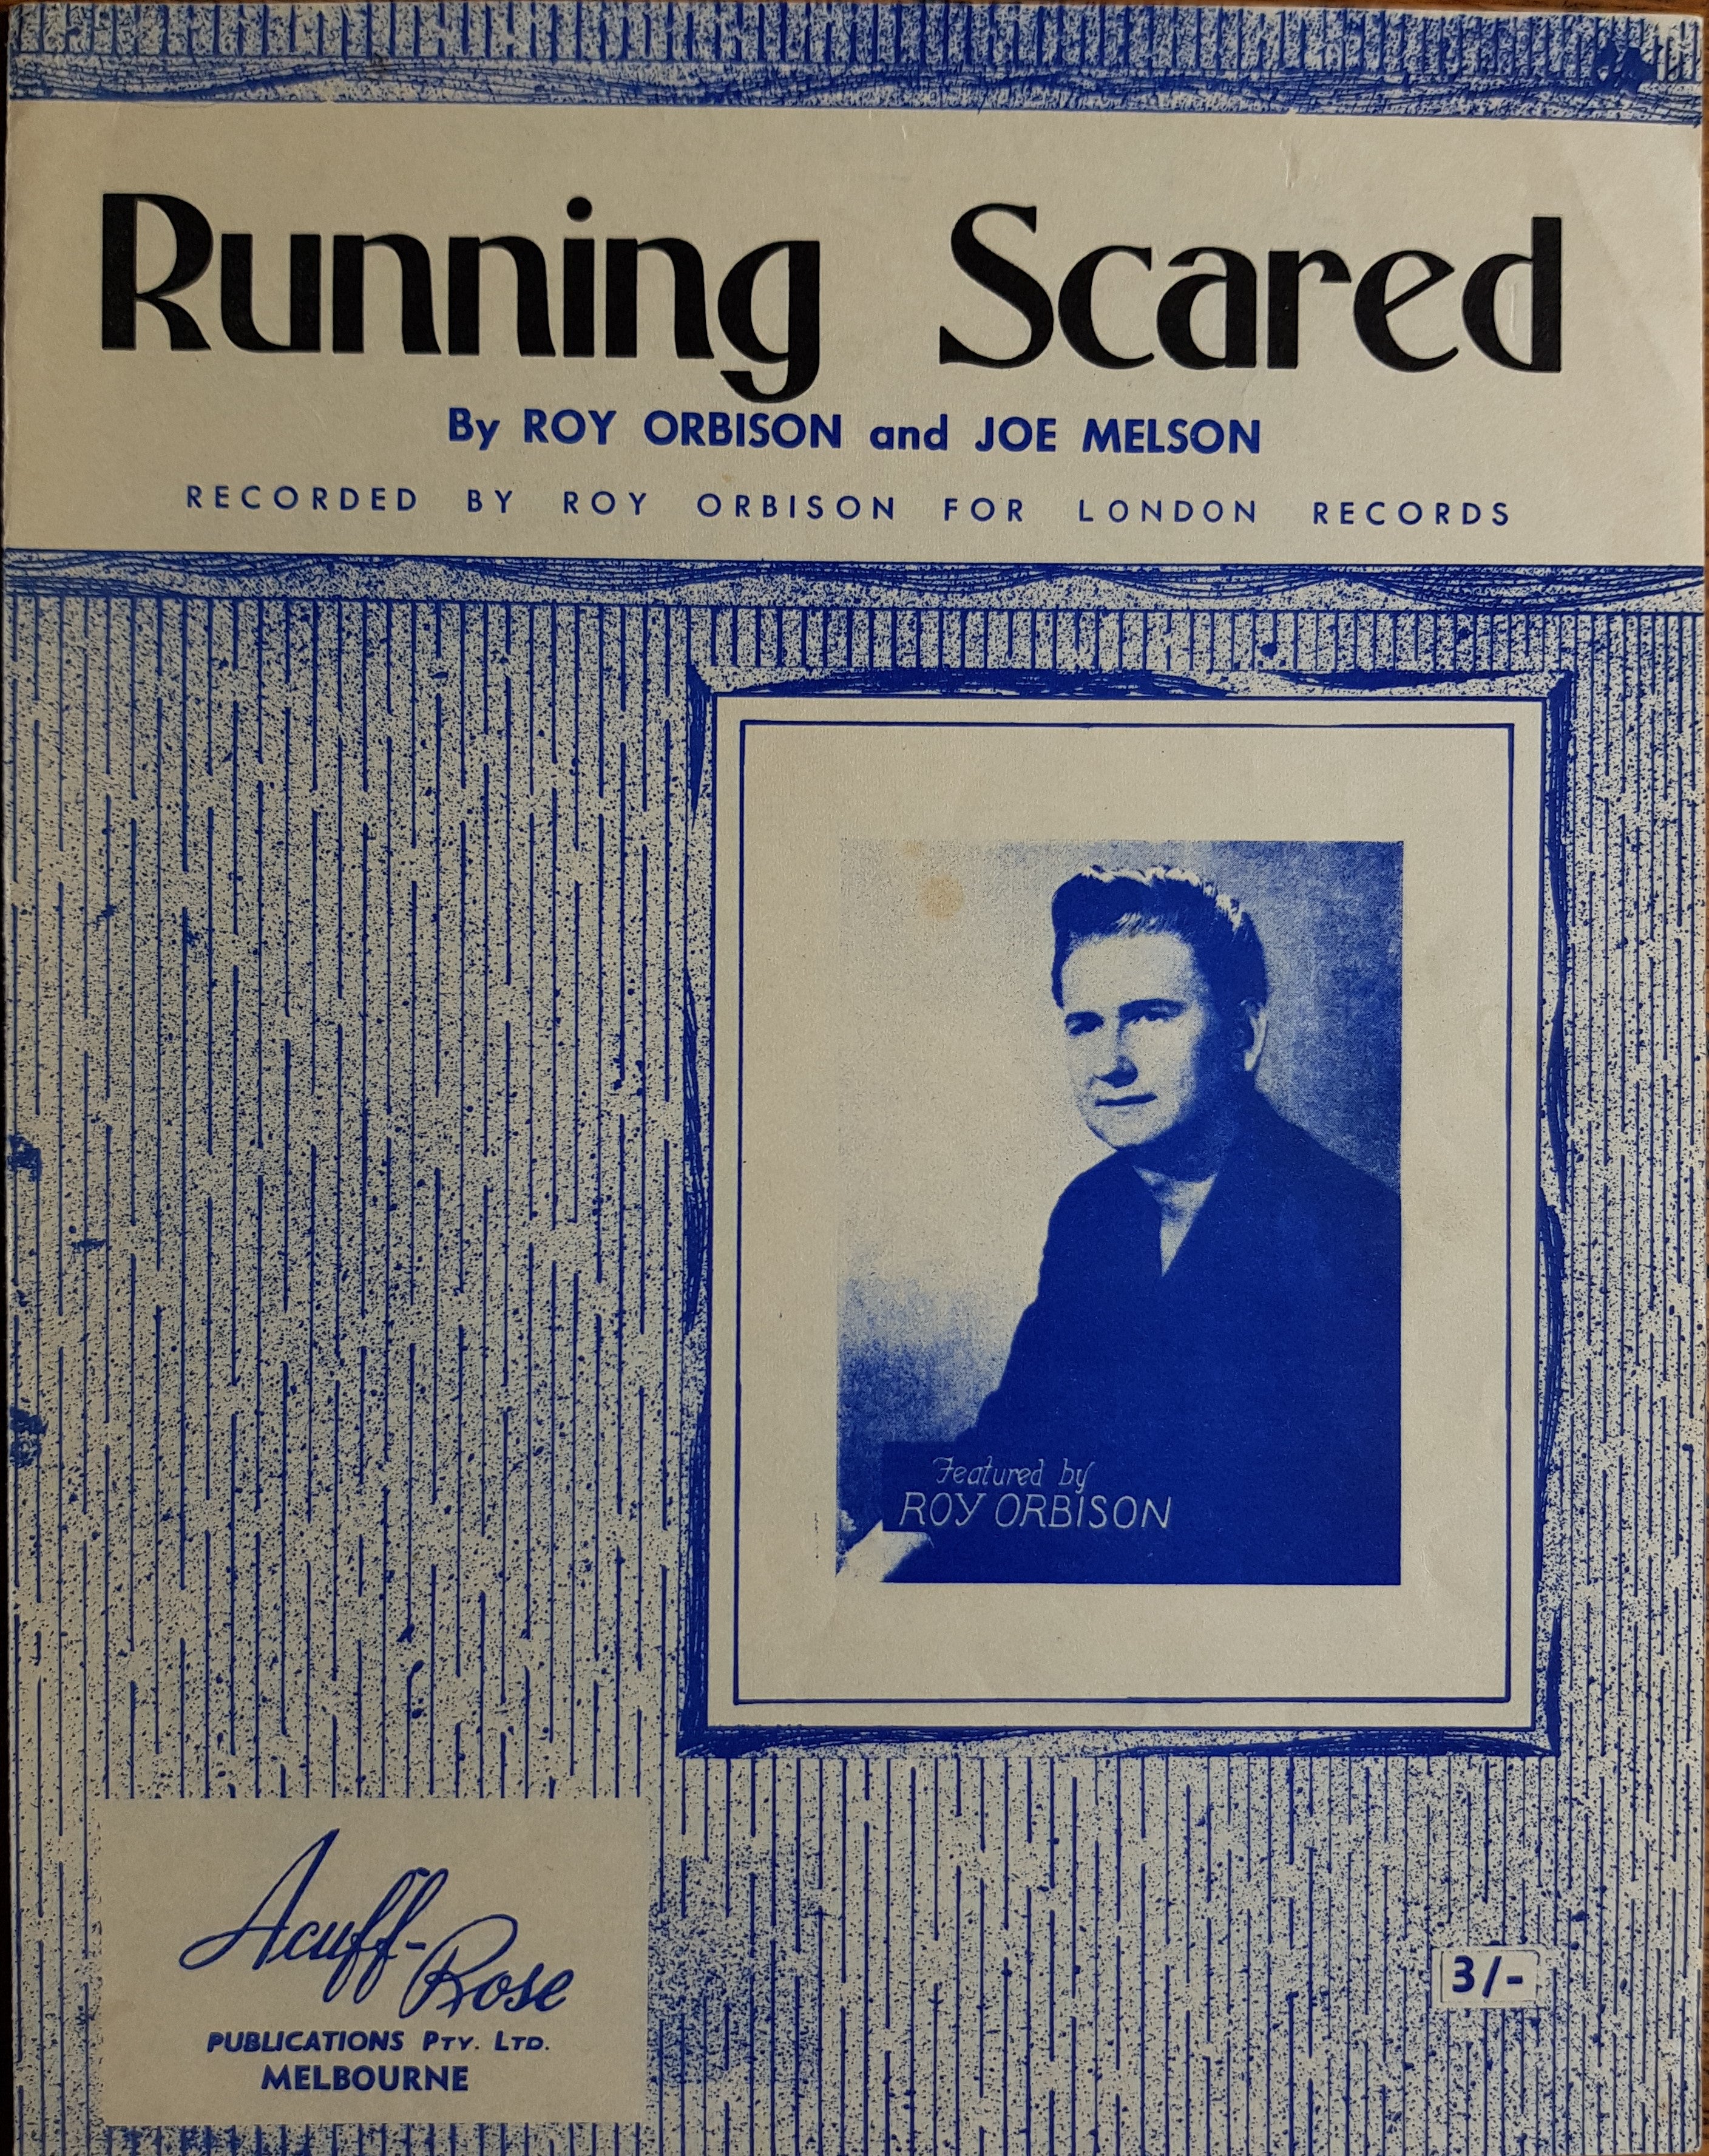 Running Scared
By ROY ORBISON and JOE MELSON
RECORDED BY ROY ORBISON FOR LONDON RECORDS
Featured by
ROY ORBISON
Acuff-
Rose
PUBLICATIONS PTY. LTD.
MELBOURNE
3/-